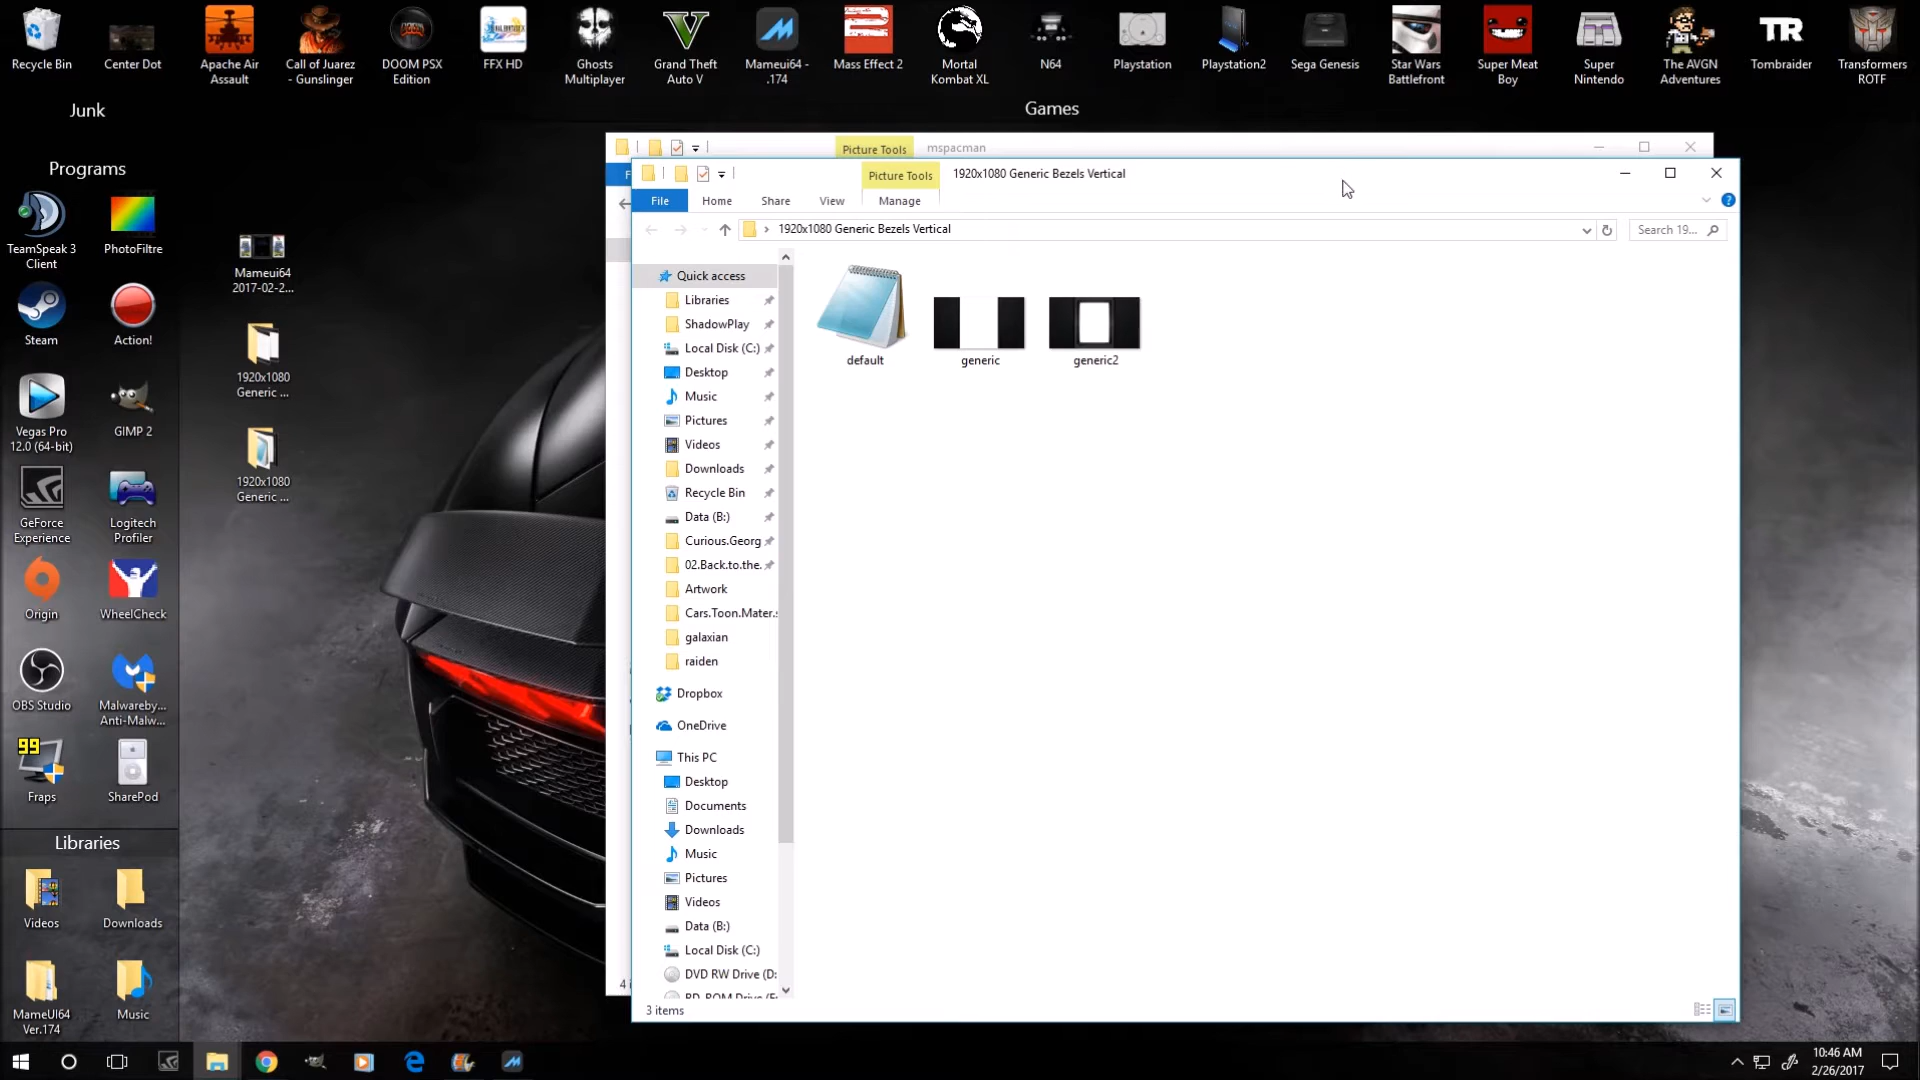 Recycle Bin
Center Dot
Apache Air
Assault
Call of Juarez
- Gunslinger
DOOM PSX
Edition
FFX HD
Ghosts
Multiplayer
Grand Theft
Auto V
Mameui64 -
.174
Mass Effect 2
Mortal
Kombat XL
N64
Playstation
Playstation2
Sega Genesis
Star Wars
Battlefront
Super Meat
Boy
Super
Nintendo
The AVGN
Adventures
TR
Tombraider
Transformers
ROTF
Junk
Games
Programs
TeamSpeak 3
Client
PhotoFiltre
Steam
Action!
Vegas Pro
12.0 (64-bit)
GIMP 2
GeForce
Experience
Logitech
Profiler
Origin
WheelCheck
OBS Studio
Malwareby...
Anti-Malw...
99
Fraps
SharePod
Libraries
Videos
Downloads
MameUI64
Ver.174
Music
Mameui64
2017-02-2...
1920x1080
Generic ...
1920x1080
Generic ...
Picture Tools
mspacman
F
4 i
Picture Tools
1920x1080 Generic Bezels Vertical
File
Home
Share
View
Manage
1920x1080 Generic Bezels Vertical
Search 19...
Quick access
Libraries
ShadowPlay
Local Disk (C:)
Desktop
Music
Pictures
Videos
Downloads
Recycle Bin
Data (B:)
Curious.Georg
02.Back.to.the.
Artwork
Cars.Toon.Mater.s
galaxian
raiden
Dropbox
OneDrive
This PC
Desktop
Documents
Downloads
Music
Pictures
Videos
Data (B:)
Local Disk (C:)
DVD RW Drive (D:
default
generic
generic2
3 items
10:46 AM
2/26/2017